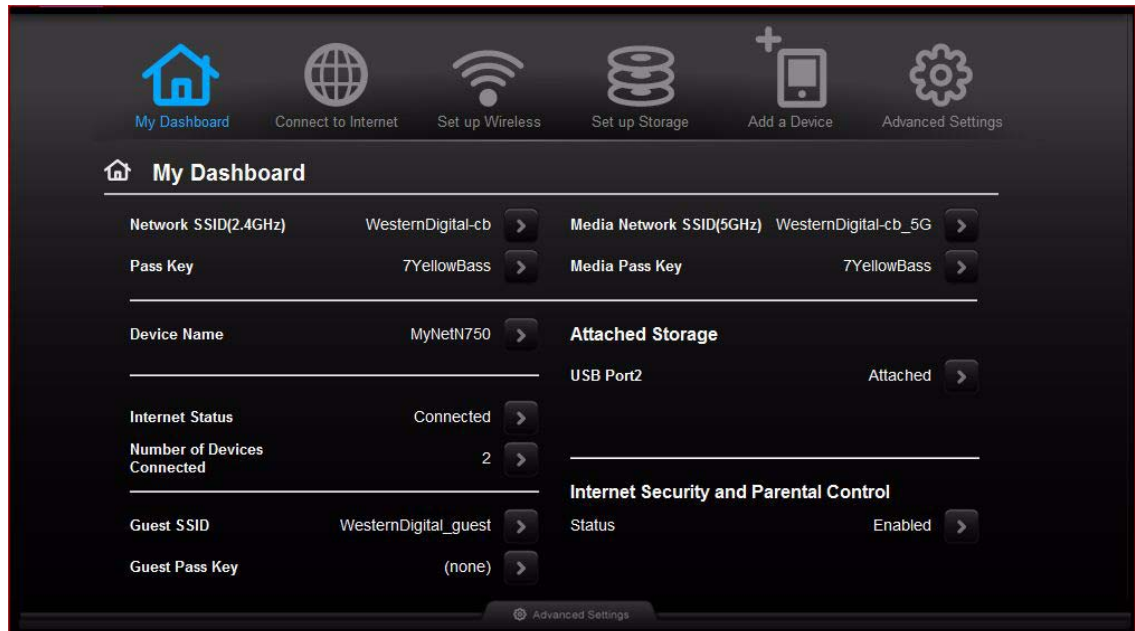 My Dashboard
Connect to Internet
Set up Wireless
Set up Storage
Add a Device
Advanced Settings
My Dashboard
Network SSID(2.4GHz) WesternDigital-cb
Pass Key 7YellowBass
Media Network SSID(5GHz) WesternDigital-cb_5G
Media Pass Key 7YellowBass
Device Name MyNetN750
Internet Status Connected
Number of Devices
Connected 2
Guest SSID WesternDigital_guest
Guest Pass Key (none)
Attached Storage
USB Port2 Attached
Internet Security and Parental Control
Status Enabled
Advanced Settings